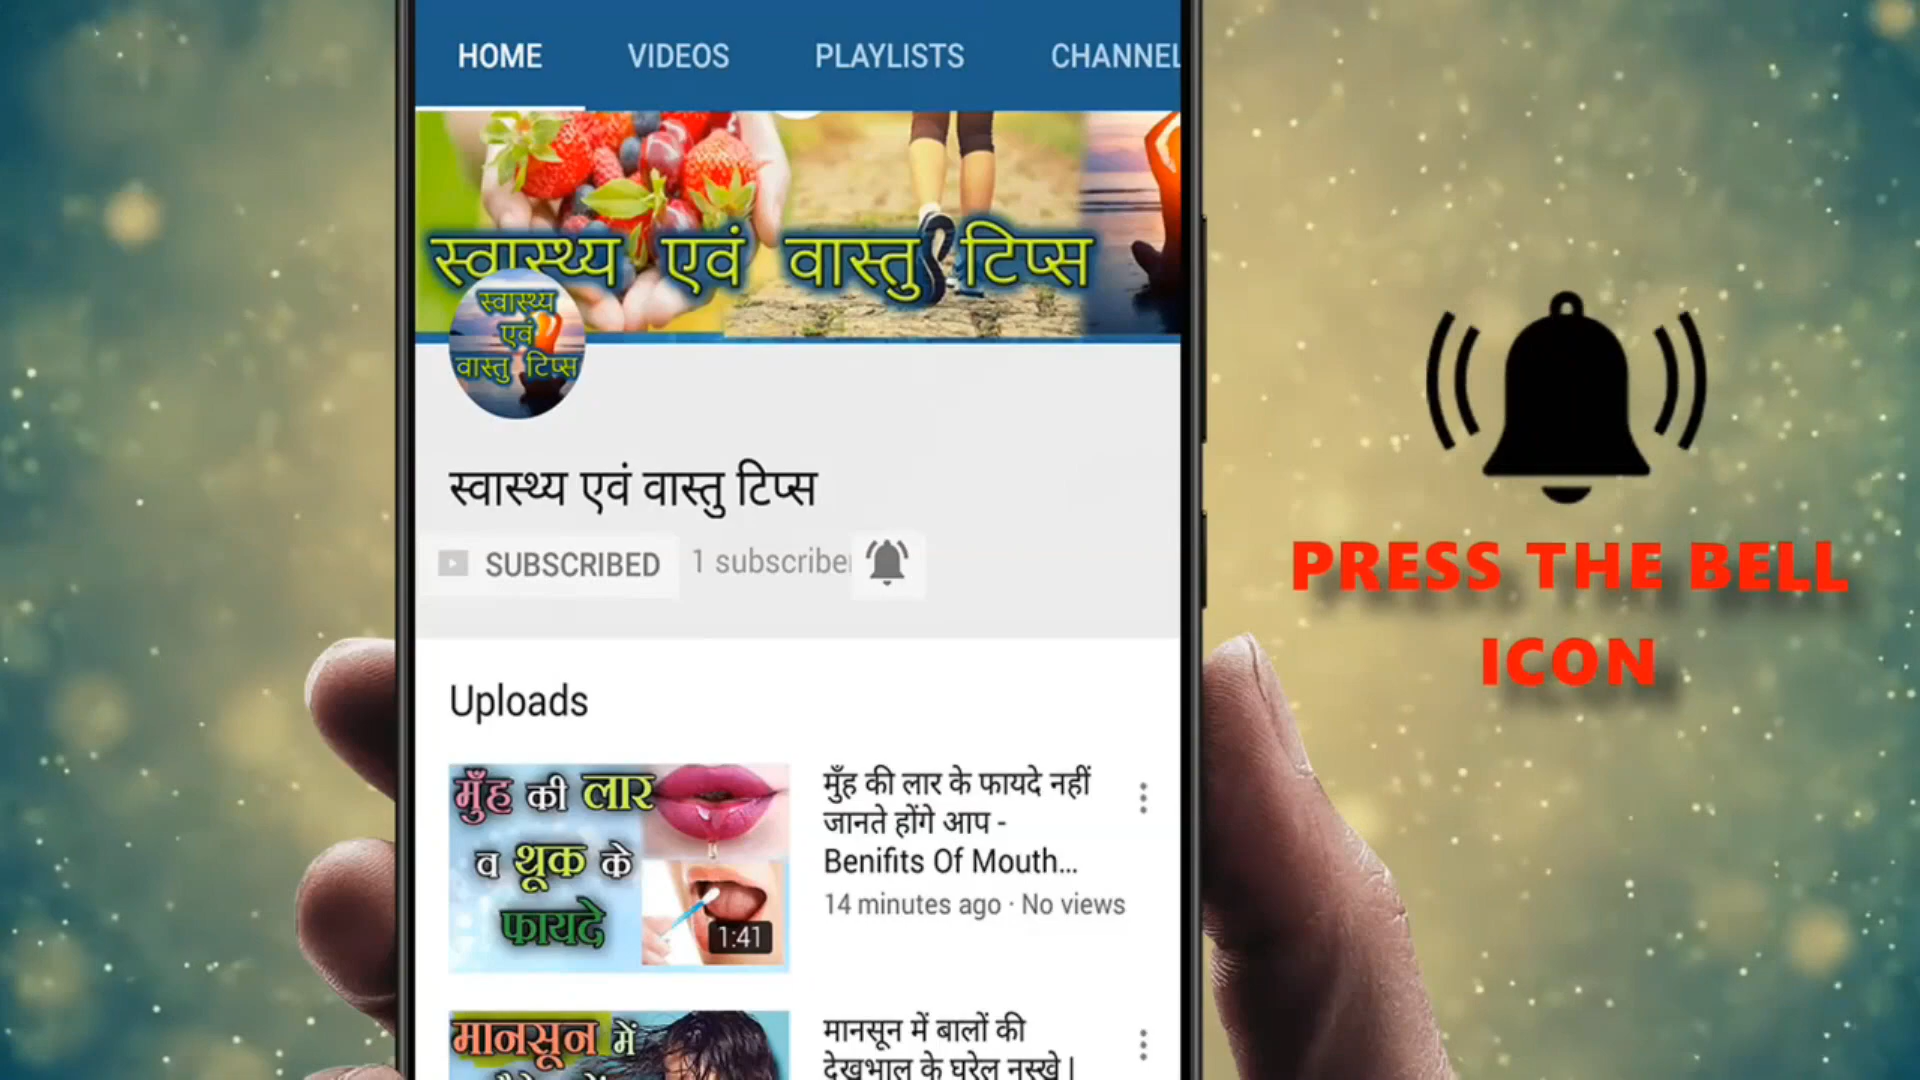 HOME VIDEOS PLAYLISTS CHANNEL
स्वास्थ्य एवं वास्तु टिप्स
स्वास्थ्य
एवं
वास्तु टिप्स
स्वास्थ्य एवं वास्तु टिप्स
SUBSCRIBED 1 subscriber
Uploads
मुँह की लार
व थूक के
फायदे
1:41
मुँह की लार के फायदे नहीं
जानते होंगे आप -
Benifits Of Mouth...
14 minutes ago · No views
मानसून में
मानसून में बालों की
देखभाल के घरेलू नुस्खे |
PRESS THE BELL
ICON